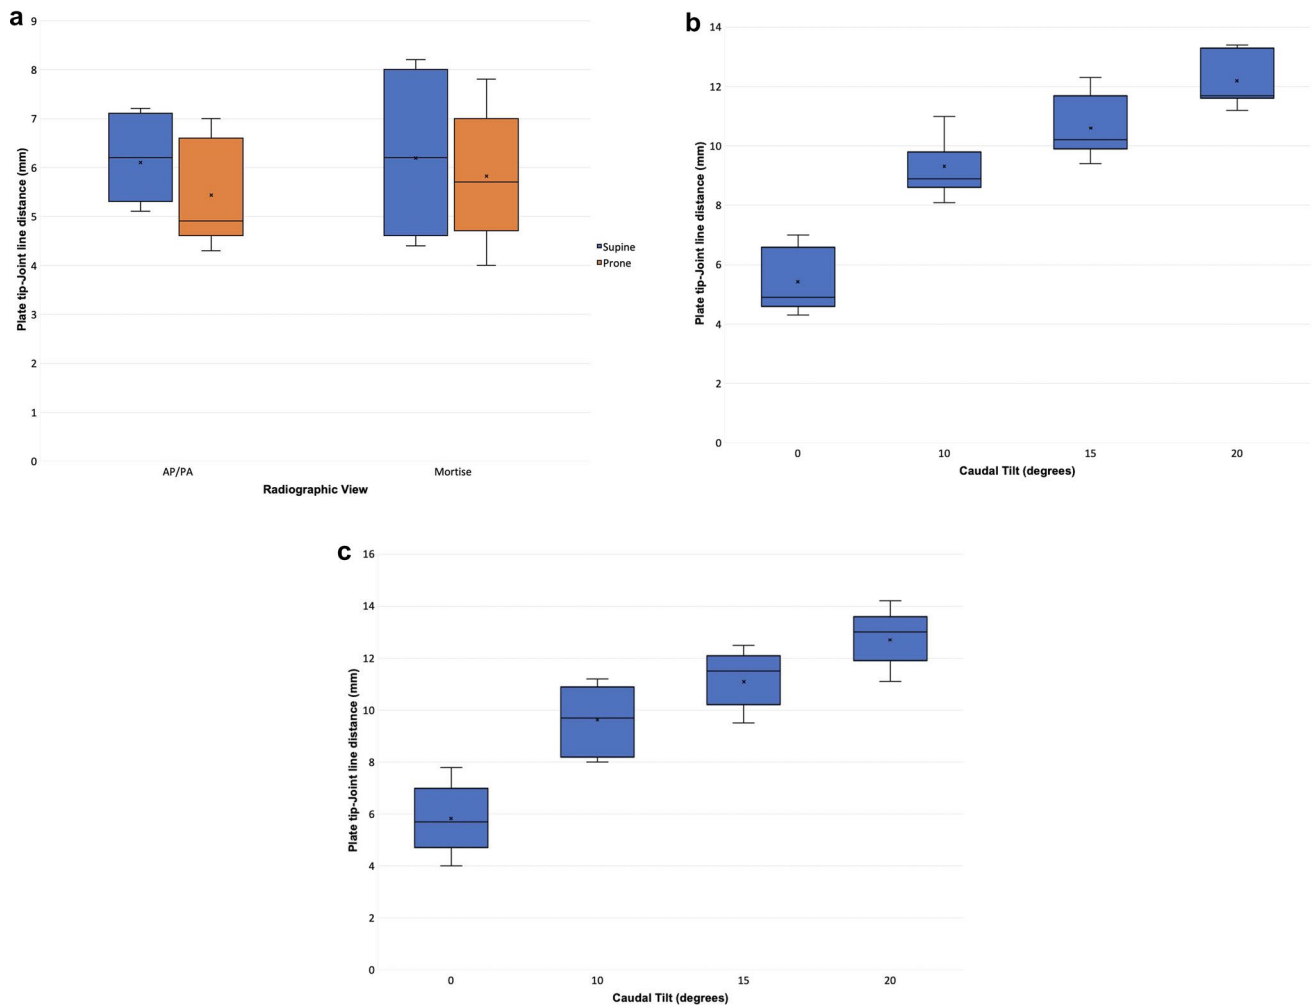 a
9
8
7
6
5
4
3
2
1
0
Plate tip-Joint line distance (mm)
AP/PA
Mortise
Radiographic View
Supine
Prone
b
14
12
10
8
6
4
2
0
Plate tip-Joint line distance (mm)
0
10
15
20
Caudal Tilt (degrees)
c
16
14
12
10
8
6
4
2
0
Plate tip-Joint line distance (mm)
0
10
15
20
Caudal Tilt (degrees)